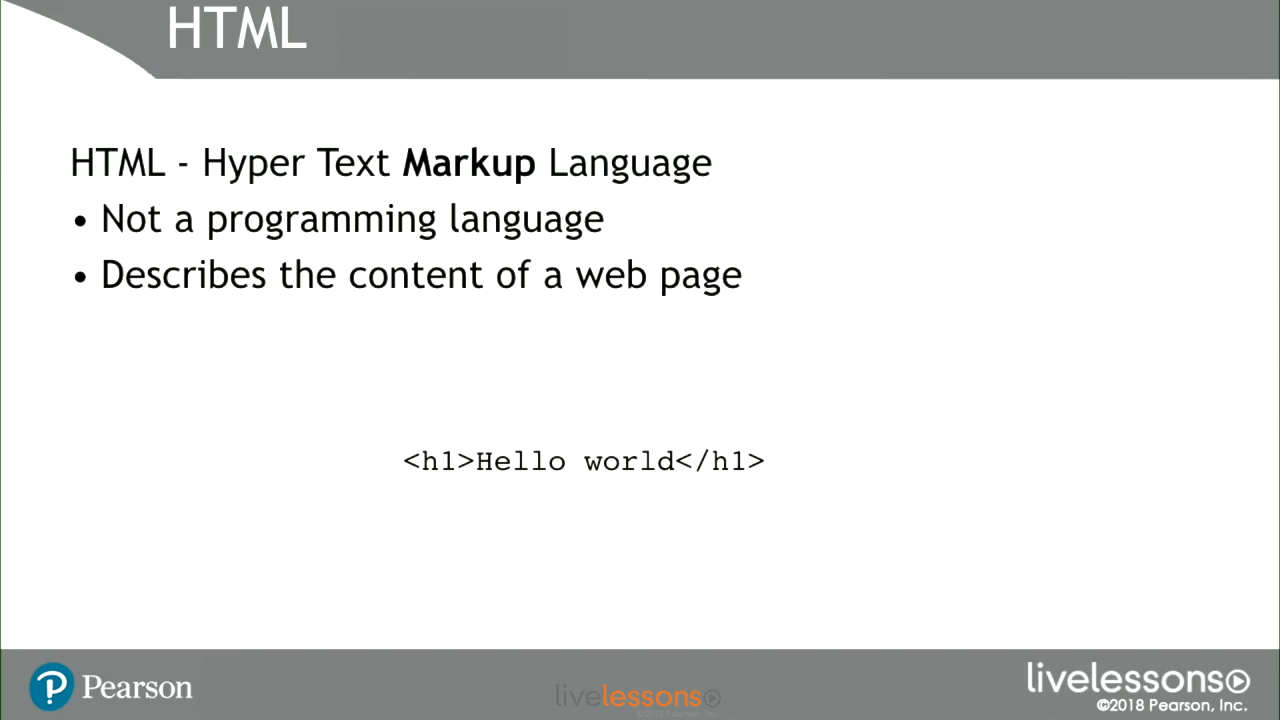 HTML
HTML - Hyper Text Markup Language
• Not a programming language
• Describes the content of a web page
<h1>Hello world</h1>
Pearson
livelessons
livelessons
©2018 Pearson, Inc.